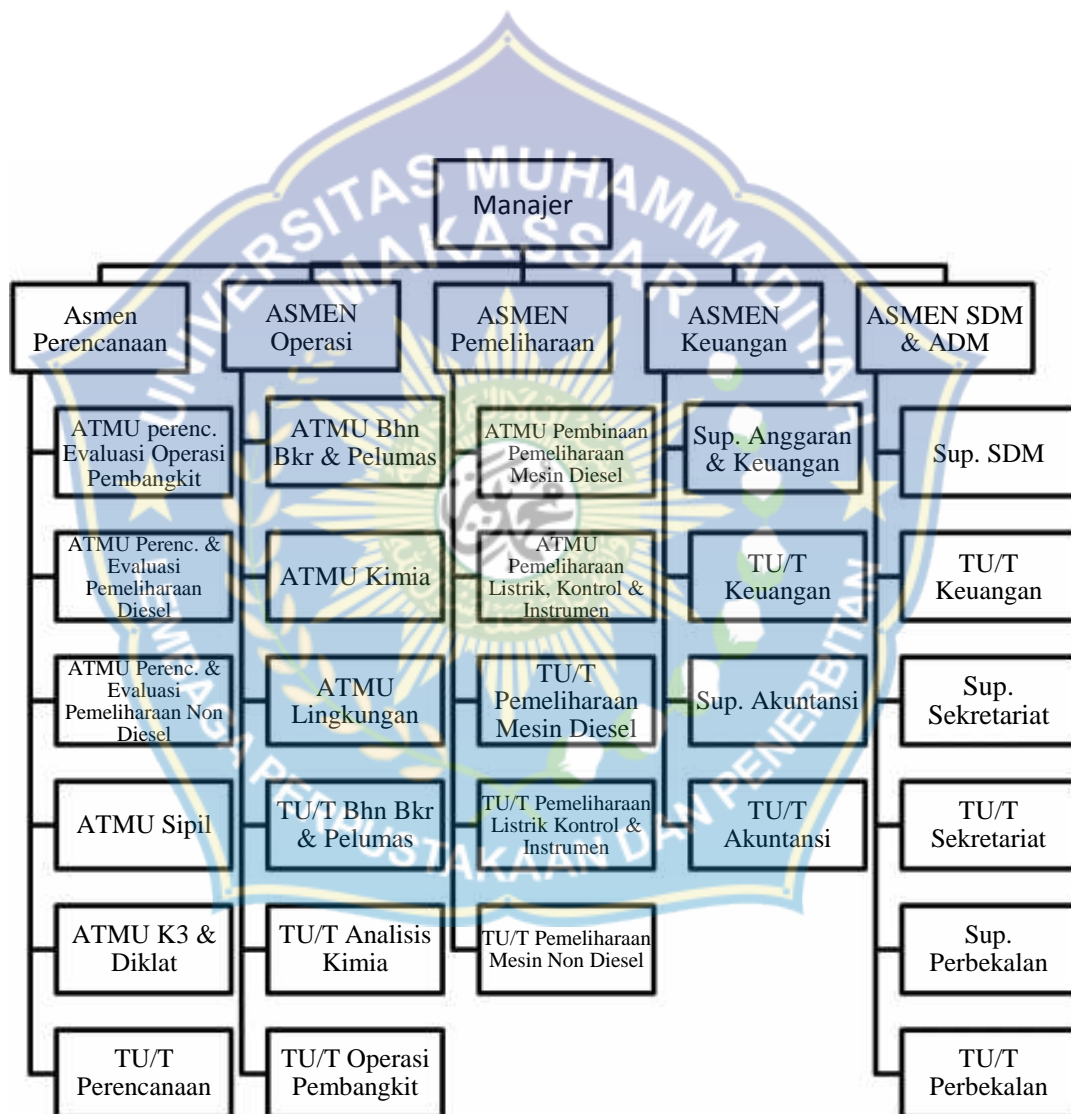 UNIVERSITAS MUHAMMADIYAH
MAKASSAR
Manajer
Asmen
Perencanaan
ASMEN
Operasi
ASMEN
Pemeliharaan
ASMEN
Keuangan
ASMEN SDM
& ADM
ATMU perenc.
Evaluasi Operasi
Pembangkit
ATMU Perenc. &
Evaluasi
Pemeliharaan
Diesel
ATMU Perenc. &
Evaluasi
Pemeliharaan Non
Diesel
ATMU Sipil
ATMU K3 &
Diklat
TU/T
Perencanaan
ATMU Bhn
Bkr & Pelumas
ATMU Kimia
ATMU
Lingkungan
TU/T Bhn Bkr
& Pelumas
TU/T Analisis
Kimia
TU/T Operasi
Pembangkit
ATMU Pembinaan
Pemeliharaan
Mesin Diesel
ATMU
Pemeliharaan
Listrik, Kontrol &
Instrumen
TU/T
Pemeliharaan
Mesin Diesel
TU/T Pemeliharaan
Listrik Kontrol &
Instrumen
TU/T Pemeliharaan
Mesin Non Diesel
Sup. Anggaran
& Keuangan
TU/T
Keuangan
Sup. Akuntansi
TU/T
Akuntansi
Sup. SDM
TU/T
Keuangan
Sup.
Sekretariat
TU/T
Sekretariat
Sup.
Perbekalan
TU/T
Perbekalan
LEMBAGA PERPUSTAKAAN DAN PENERBITAN